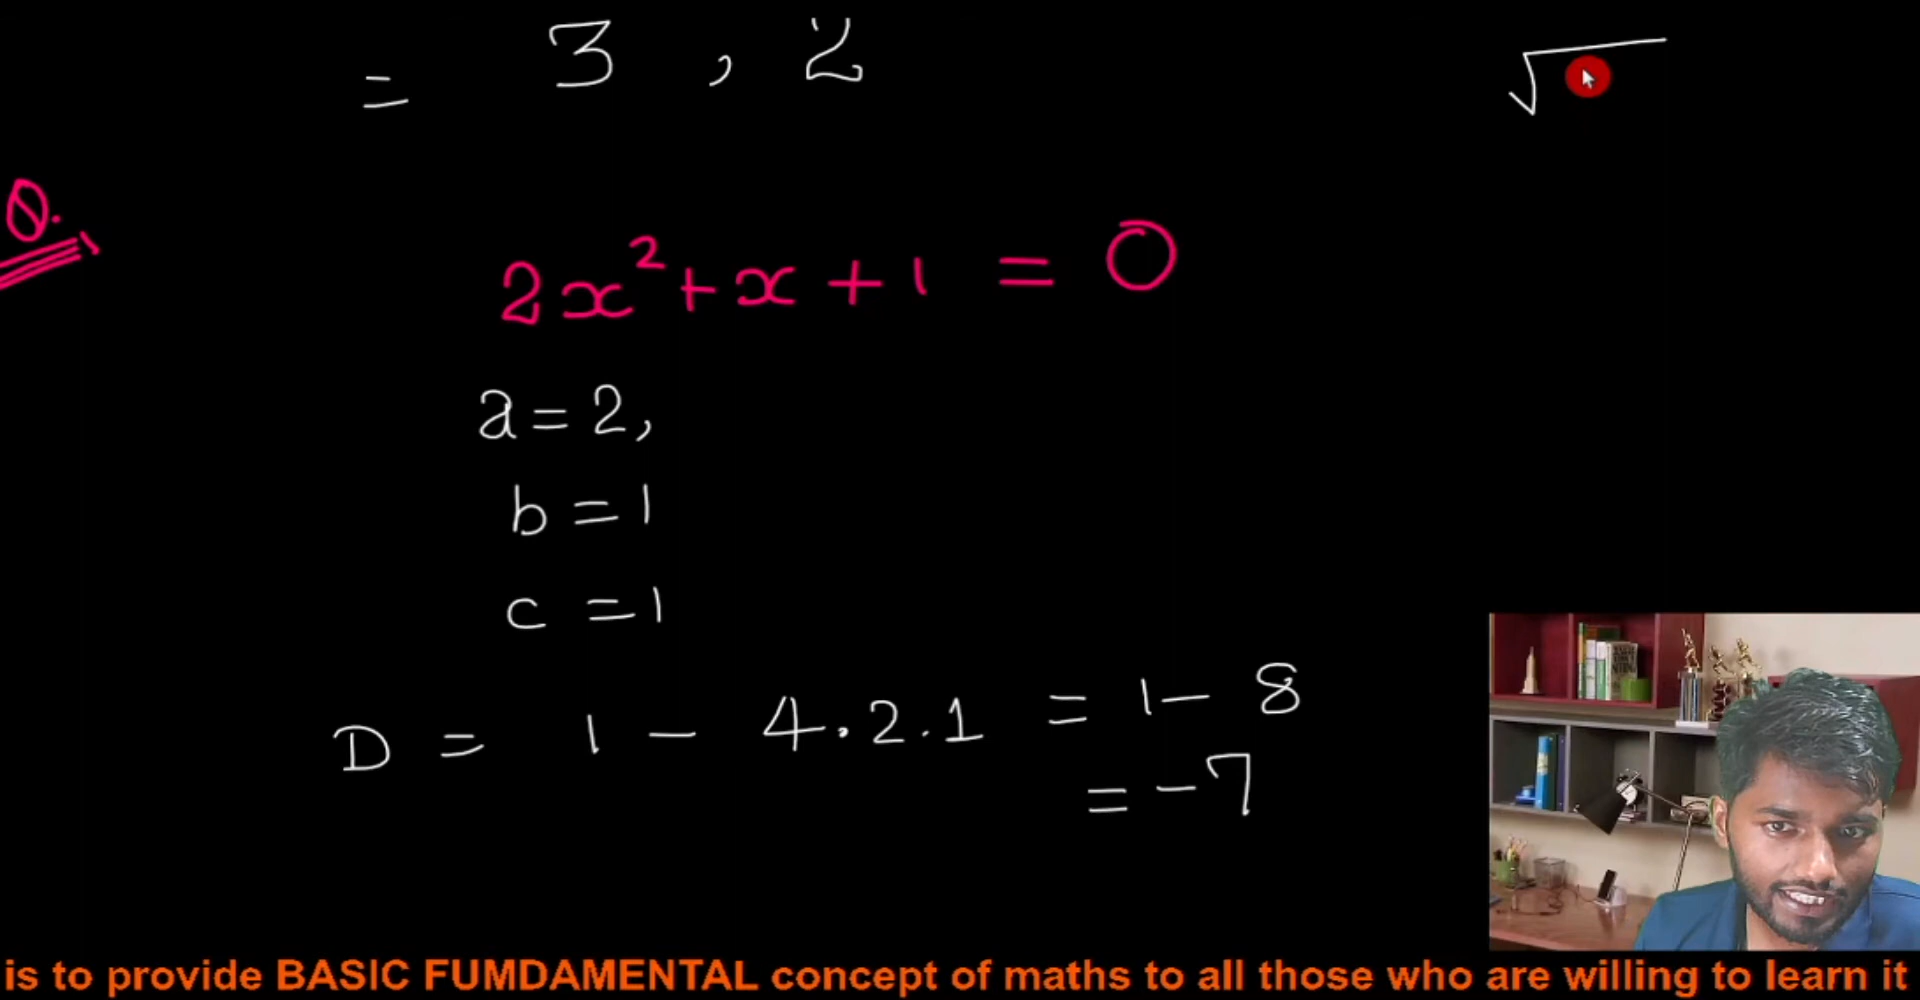 = 3 , 2
√
Q.
2x² + x + 1 = 0
a = 2,
b = 1
c = 1
D = 1 - 4.2.1 = 1 - 8
= -7
is to provide BASIC FUMDAMENTAL concept of maths to all those who are willing to learn it